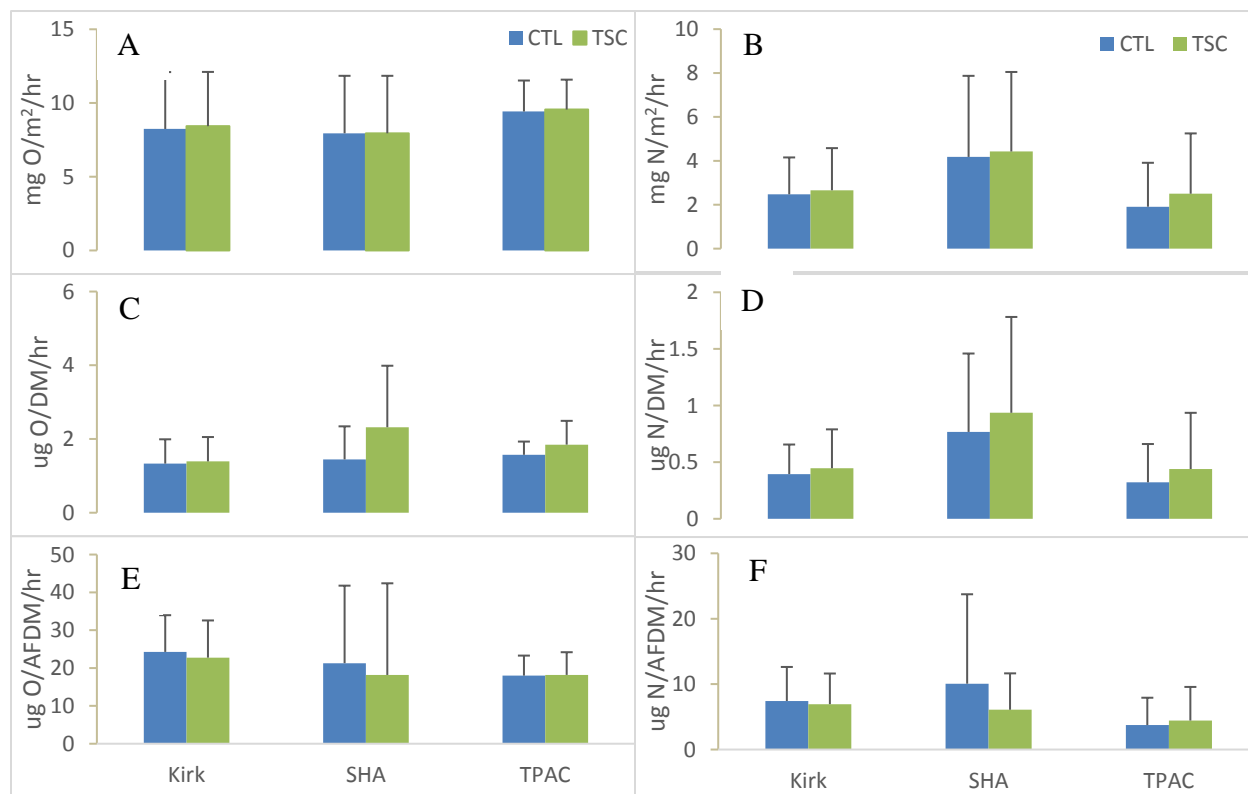 A
CTL TSC
mg O/m²/hr
15
10
5
0
B
CTL TSC
mg N/m²/hr
10
8
6
4
2
0
C
ug O/DM/hr
6
4
2
0
D
ug N/DM/hr
2
1.5
1
0.5
0
E
ug O/AFDM/hr
50
40
30
20
10
0
Kirk SHA TPAC
F
ug N/AFDM/hr
30
20
10
0
Kirk SHA TPAC